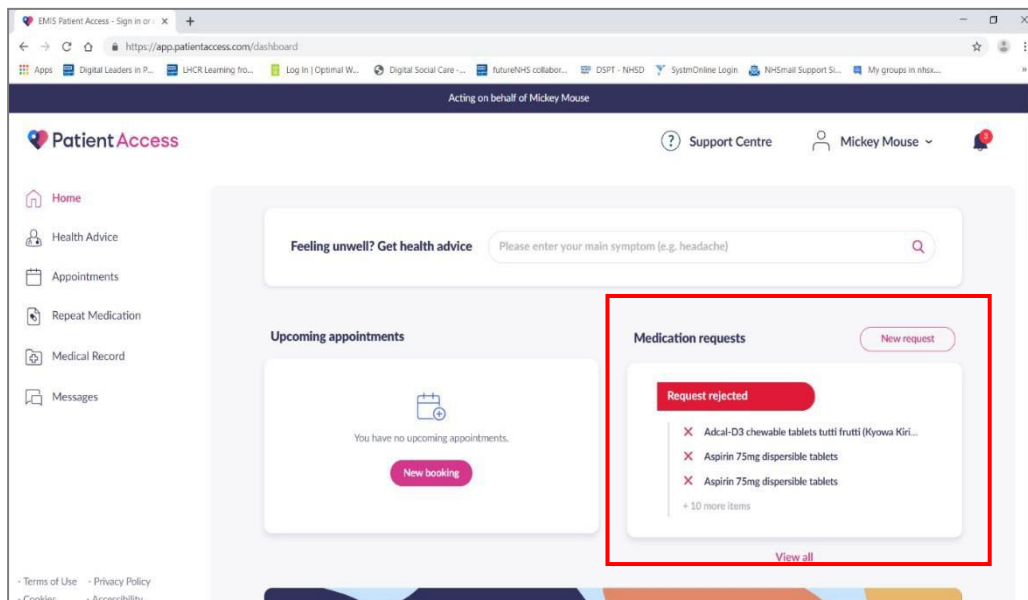 EMIS Patient Access - Sign in or
https://app.patientaccess.com/dashboard
Apps Digital Leaders in P... LHCR Learning fro... Log In | Optimal W... Digital Social Care -... futureNHS collabor... DSPT - NHSD SystmOnline Login NHSmail Support Si... My groups in nhsx... »
Acting on behalf of Mickey Mouse
Patient Access
? Support Centre Mickey Mouse
Home
Health Advice
Appointments
Repeat Medication
Medical Record
Messages
Feeling unwell? Get health advice Please enter your main symptom (e.g. headache)
Upcoming appointments
You have no upcoming appointments.
New booking
Medication requests New request
Request rejected
Adcal-D3 chewable tablets tutti frutti (Kyowa Kiri...
Aspirin 75mg dispersible tablets
Aspirin 75mg dispersible tablets
+ 10 more items
View all
- Terms of Use - Privacy Policy
- Cookies - Accessibility